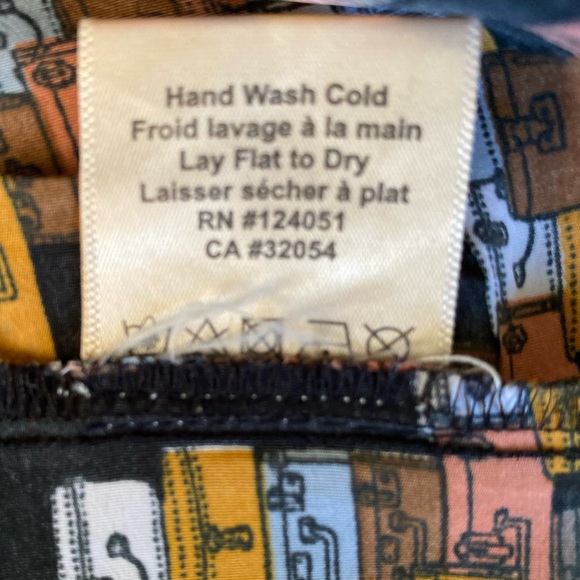 Hand Wash Cold
Froid lavage à la main
Lay Flat to Dry
Laisser sécher à plat
RN #124051
CA #32054